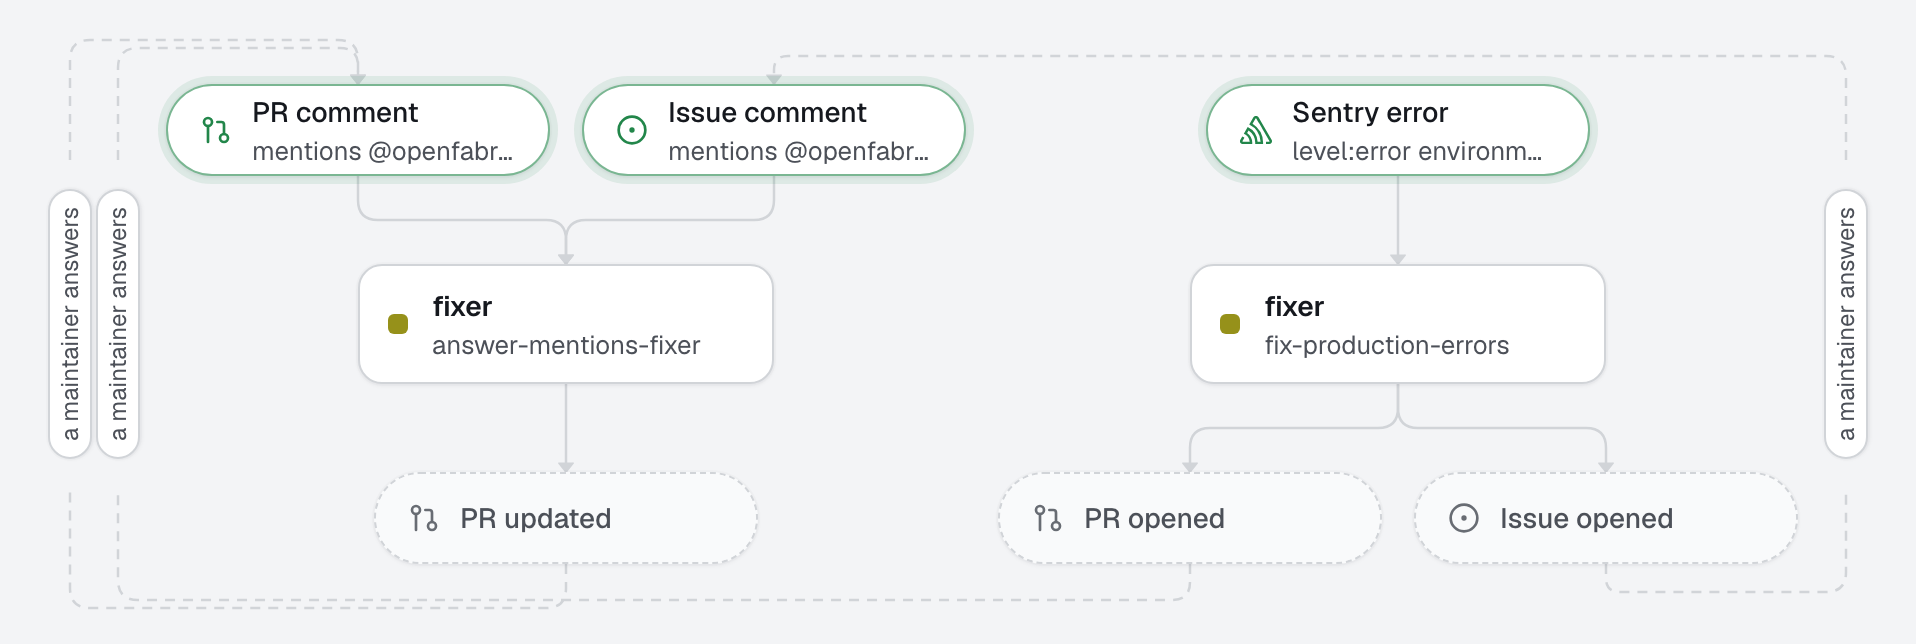 PR comment
mentions @openfabr...
Issue comment
mentions @openfabr...
Sentry error
level:error environm...
a maintainer answers
a maintainer answers
a maintainer answers
fixer
answer-mentions-fixer
fixer
fix-production-errors
PR updated
PR opened
Issue opened